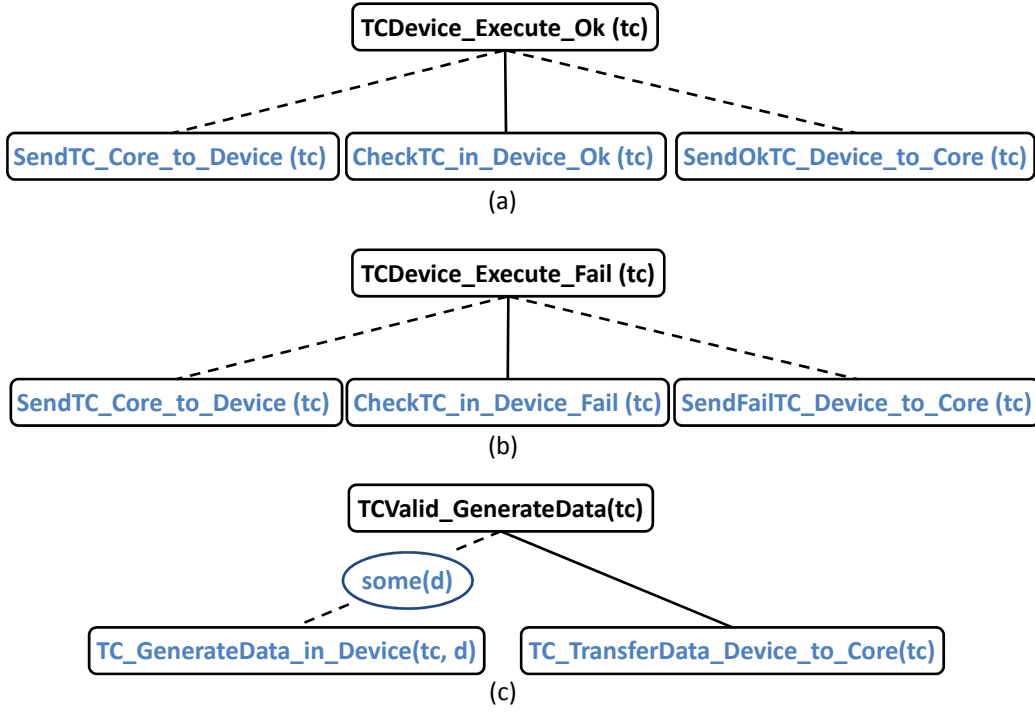 TCDevice_Execute_Ok (tc)
SendTC_Core_to_Device (tc)
CheckTC_in_Device_Ok (tc)
SendOkTC_Device_to_Core (tc)
(a)
TCDevice_Execute_Fail (tc)
SendTC_Core_to_Device (tc)
CheckTC_in_Device_Fail (tc)
SendFailTC_Device_to_Core (tc)
(b)
TCValid_GenerateData(tc)
some(d)
TC_GenerateData_in_Device(tc, d)
TC_TransferData_Device_to_Core(tc)
(c)